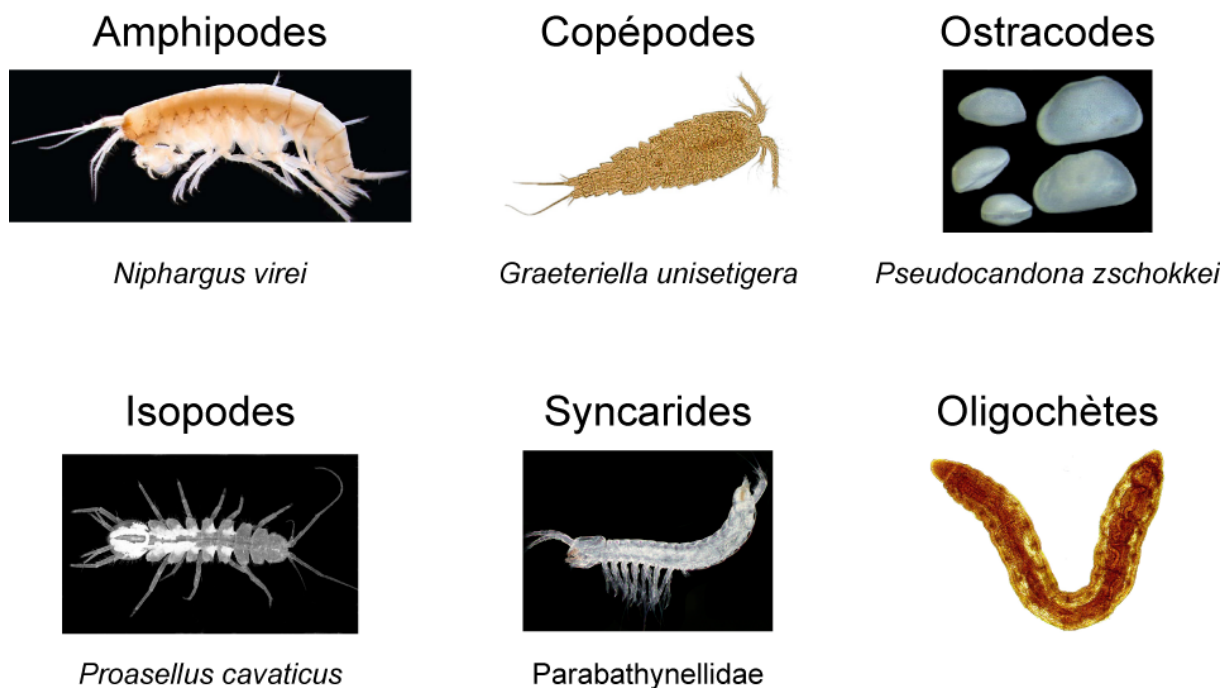 Amphipodes
Copépodes
Ostracodes
Niphargus virei
Graeteriella unisetigera
Pseudocandona zschokkei
Isopodes
Syncarides
Oligochètes
Proasellus cavaticus
Parabathynellidae